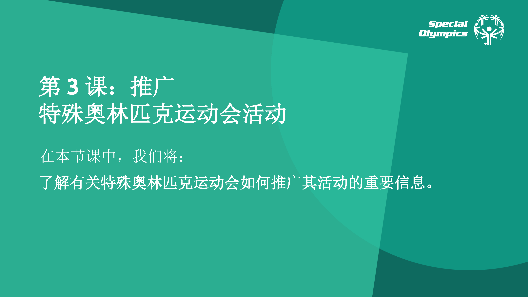 Special
Olympics
第 3 课：推广
特殊奥林匹克运动会活动
在本节课中，我们将：
了解有关特殊奥林匹克运动会如何推广其活动的重要信息。